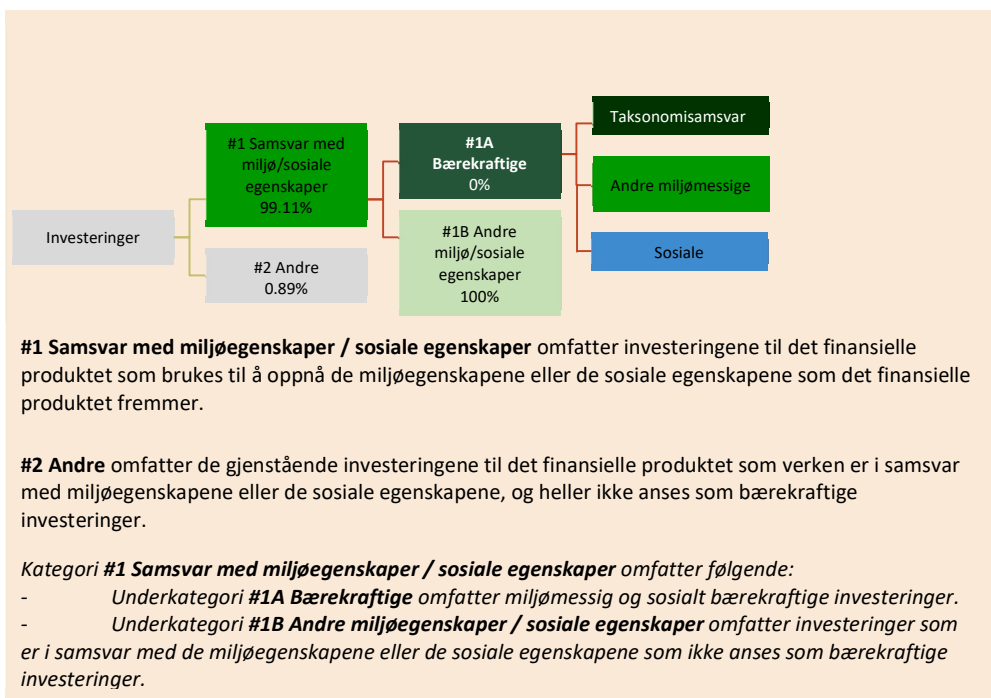 Investeringer
#1 Samsvar med
miljø/sosiale
egenskaper
99.11%
#2 Andre
0.89%
#1A
Bærekraftige
0%
#1B Andre
miljø/sosiale
egenskaper
100%
Taksonomisamsvar
Andre miljømessige
Sosiale
#1 Samsvar med miljøegenskaper / sosiale egenskaper omfatter investeringene til det finansielle
produktet som brukes til å oppnå de miljøegenskapene eller de sosiale egenskapene som det finansielle
produktet fremmer.
#2 Andre omfatter de gjenstående investeringene til det finansielle produktet som verken er i samsvar
med miljøegenskapene eller de sosiale egenskapene, og heller ikke anses som bærekraftige
investeringer.
Kategori #1 Samsvar med miljøegenskaper / sosiale egenskaper omfatter følgende:
- Underkategori #1A Bærekraftige omfatter miljømessig og sosialt bærekraftige investeringer.
- Underkategori #1B Andre miljøegenskaper / sosiale egenskaper omfatter investeringer som
er i samsvar med de miljøegenskapene eller de sosiale egenskapene som ikke anses som bærekraftige
investeringer.